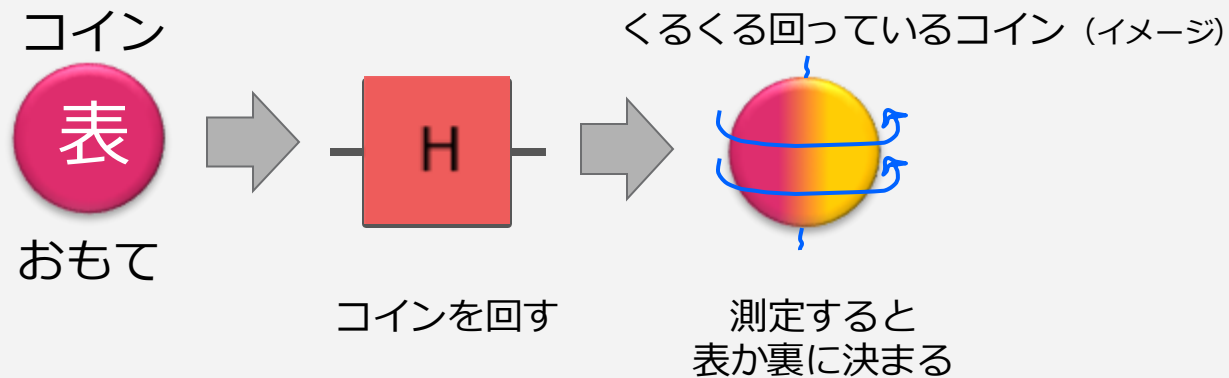 コイン
表
おもて
H
コインを回す
くるくる回っているコイン（イメージ）
測定すると
表か裏に決まる